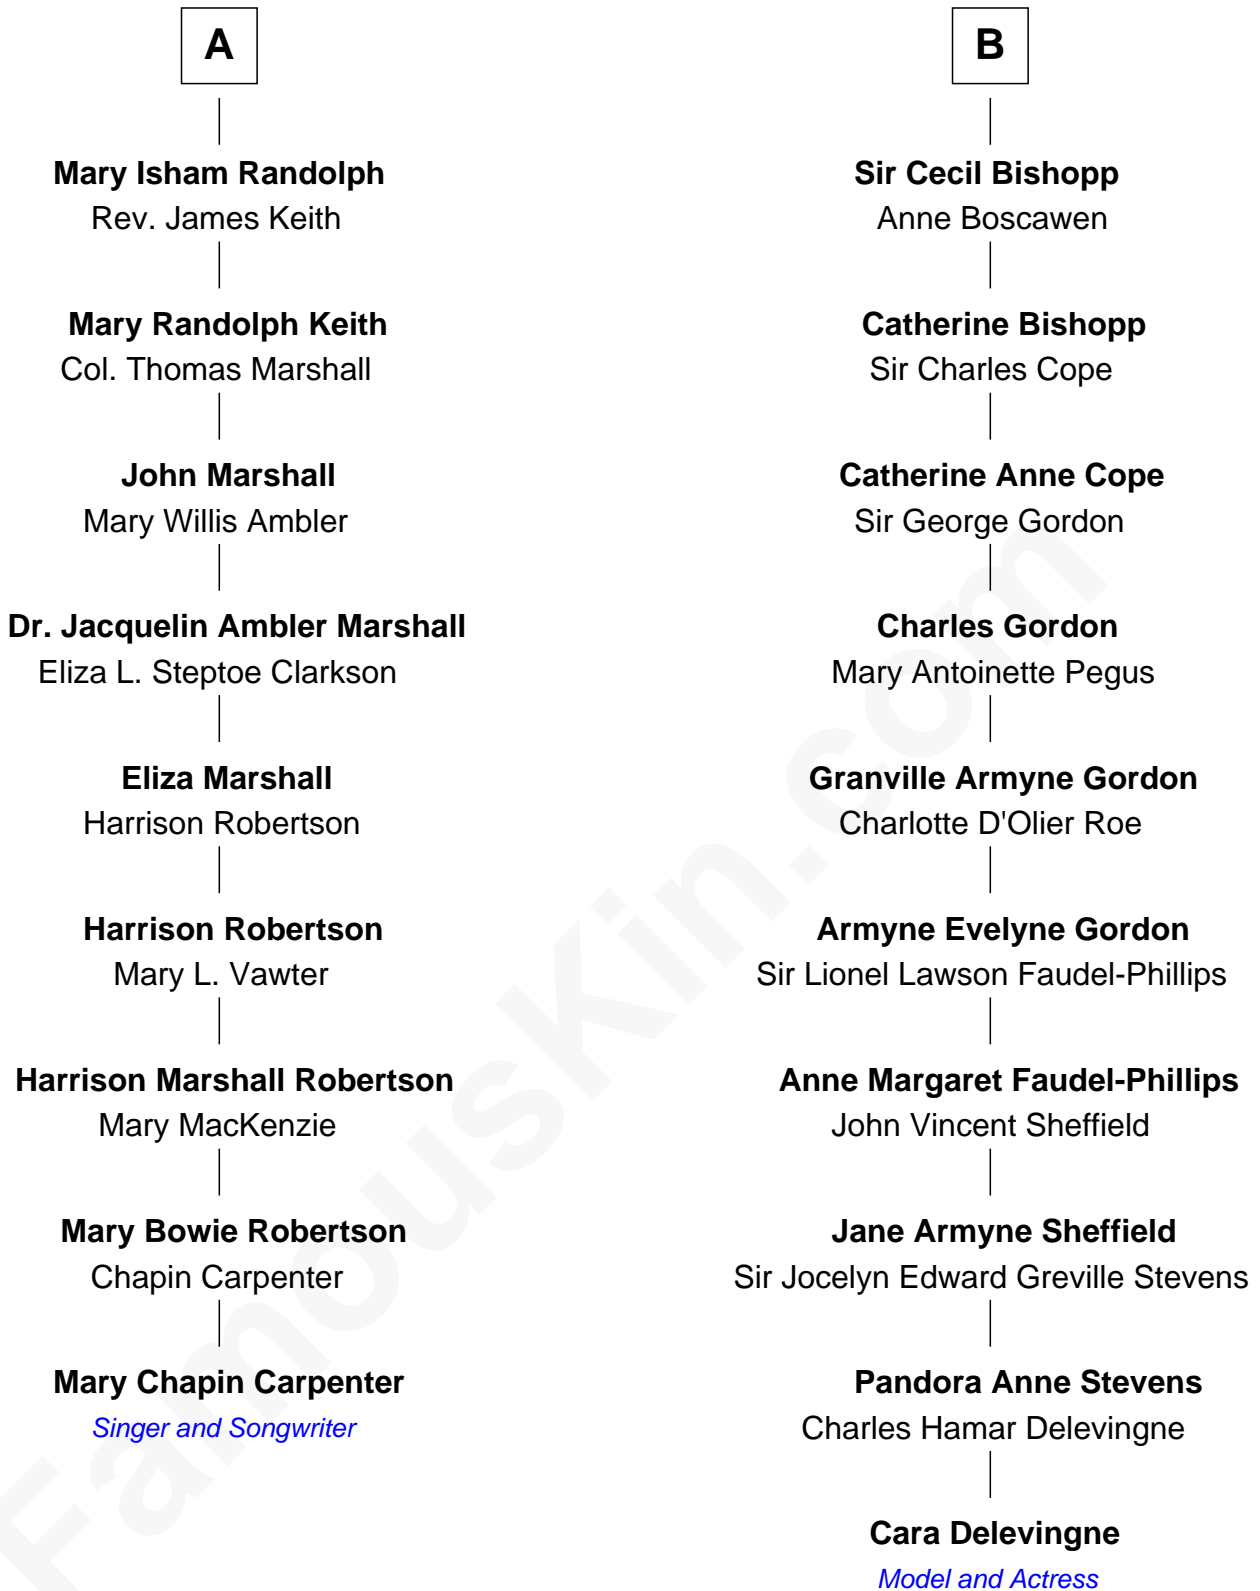 A
Mary Isham Randolph
Rev. James Keith
Mary Randolph Keith
Col. Thomas Marshall
John Marshall
Mary Willis Ambler
Dr. Jacquelin Ambler Marshall
Eliza L. Steptoe Clarkson
Eliza Marshall
Harrison Robertson
Harrison Robertson
Mary L. Vawter
Harrison Marshall Robertson
Mary MacKenzie
Mary Bowie Robertson
Chapin Carpenter
Mary Chapin Carpenter
Singer and Songwriter
B
Sir Cecil Bishopp
Anne Boscawen
Catherine Bishopp
Sir Charles Cope
Catherine Anne Cope
Sir George Gordon
Charles Gordon
Mary Antoinette Pegus
Granville Armyne Gordon
Charlotte D'Olier Roe
Armyne Evelyne Gordon
Sir Lionel Lawson Faudel-Phillips
Anne Margaret Faudel-Phillips
John Vincent Sheffield
Jane Armyne Sheffield
Sir Jocelyn Edward Greville Stevens
Pandora Anne Stevens
Charles Hamar Delevingne
Cara Delevingne
Model and Actress
FamousKin.com